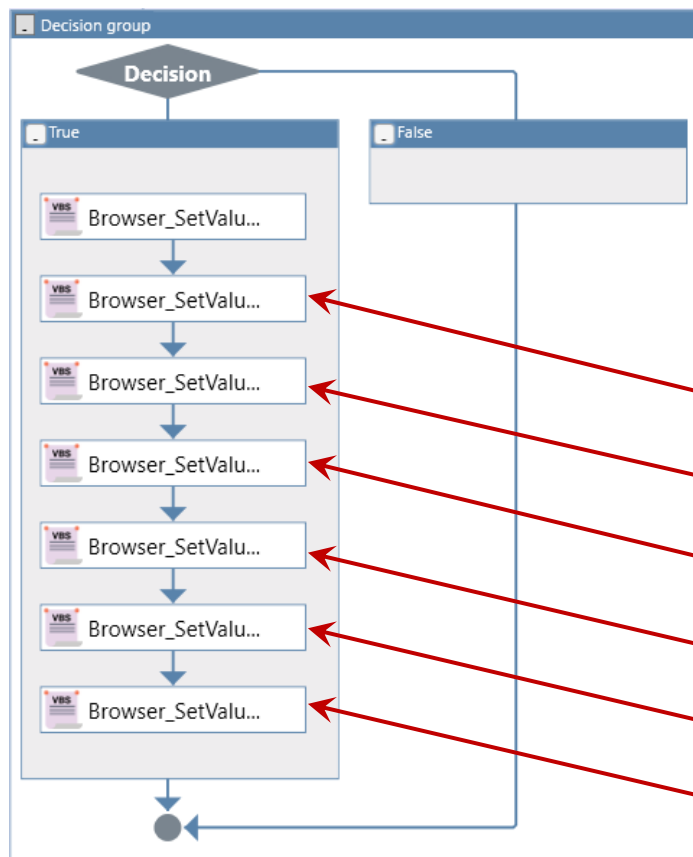 Decision group
Decision
True
False
VBS
Browser_SetValu...
VBS
Browser_SetValu...
VBS
Browser_SetValu...
VBS
Browser_SetValu...
VBS
Browser_SetValu...
VBS
Browser_SetValu...
VBS
Browser_SetValu...